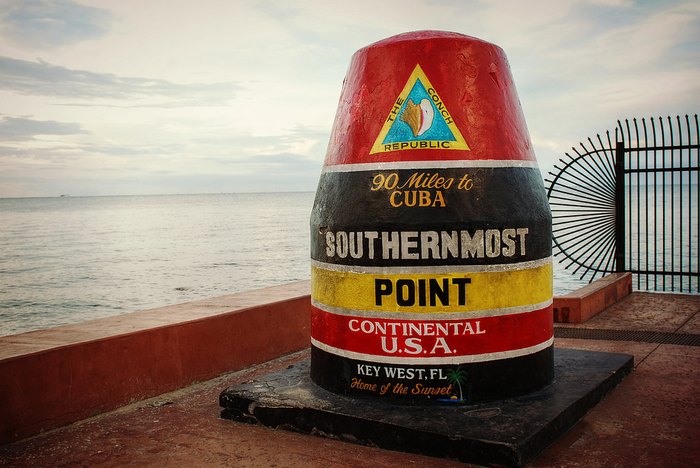 THE CONCH
REPUBLIC
90 Miles to
CUBA
SOUTHERNMOST
POINT
CONTINENTAL
U.S.A.
KEY WEST, FL
Home of the Sunset